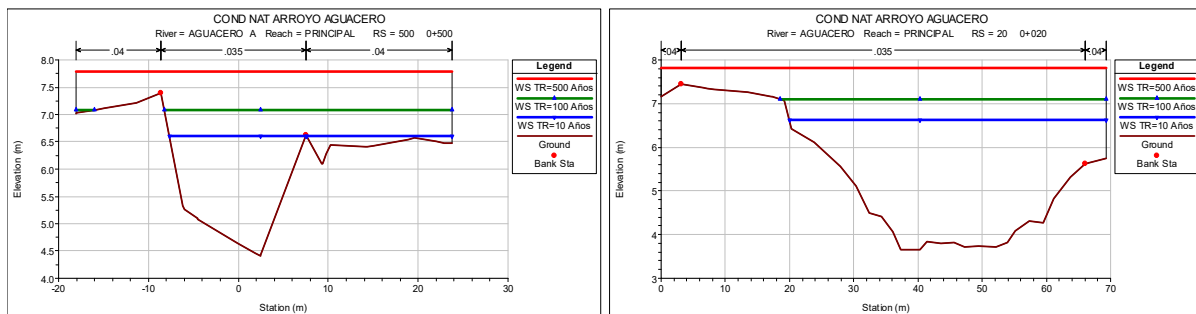 COND NAT ARROYO AGUACERO
River = AGUACERO A Reach = PRINCIPAL RS = 500 0+500
.04 .035 .04
8.0
7.5
7.0
6.5
6.0
5.5
5.0
4.5
4.0
Elevation (m)
-20 -10 0 10 20 30
Station (m)
Legend
WS TR=500 Años
WS TR=100 Años
WS TR=10 Años
Ground
Bank Sta
COND NAT ARROYO AGUACERO
River = AGUACERO Reach = PRINCIPAL RS = 20 0+020
.04 .035 .04
8
7
6
5
4
3
Elevation (m)
0 10 20 30 40 50 60 70
Station (m)
Legend
WS TR=500 Años
WS TR=100 Años
WS TR=10 Años
Ground
Bank Sta